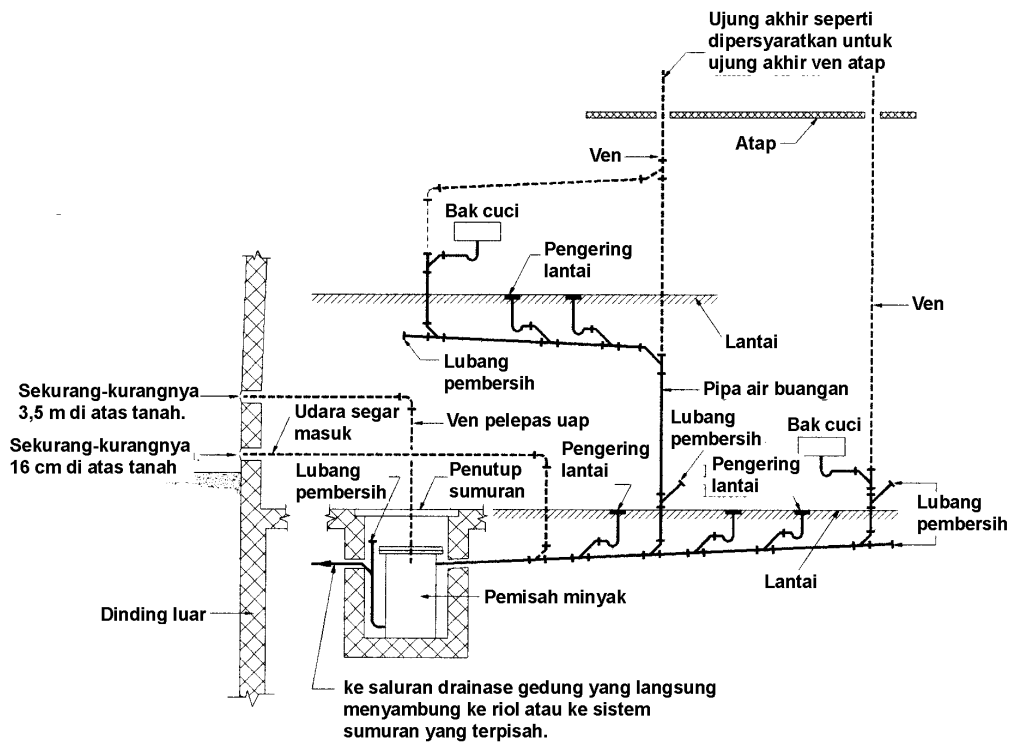 Ujung akhir seperti
dipersyaratkan untuk
ujung akhir ven atap
Atap
Ven
Bak cuci
Pengering
lantai
Ven
Lantai
Lubang
pembersih
Sekurang-kurangnya
3,5 m di atas tanah.
Udara segar
masuk
Ven pelepas uap
Pipa air buangan
Lubang
pembersih
Bak cuci
Sekurang-kurangnya
16 cm di atas tanah
Lubang
pembersih
Penutup
sumuran
Pengering
lantai
Pengering
lantai
Lubang
pembersih
Lantai
Pemisah minyak
Dinding luar
ke saluran drainase gedung yang langsung
menyambung ke riol atau ke sistem
sumuran yang terpisah.